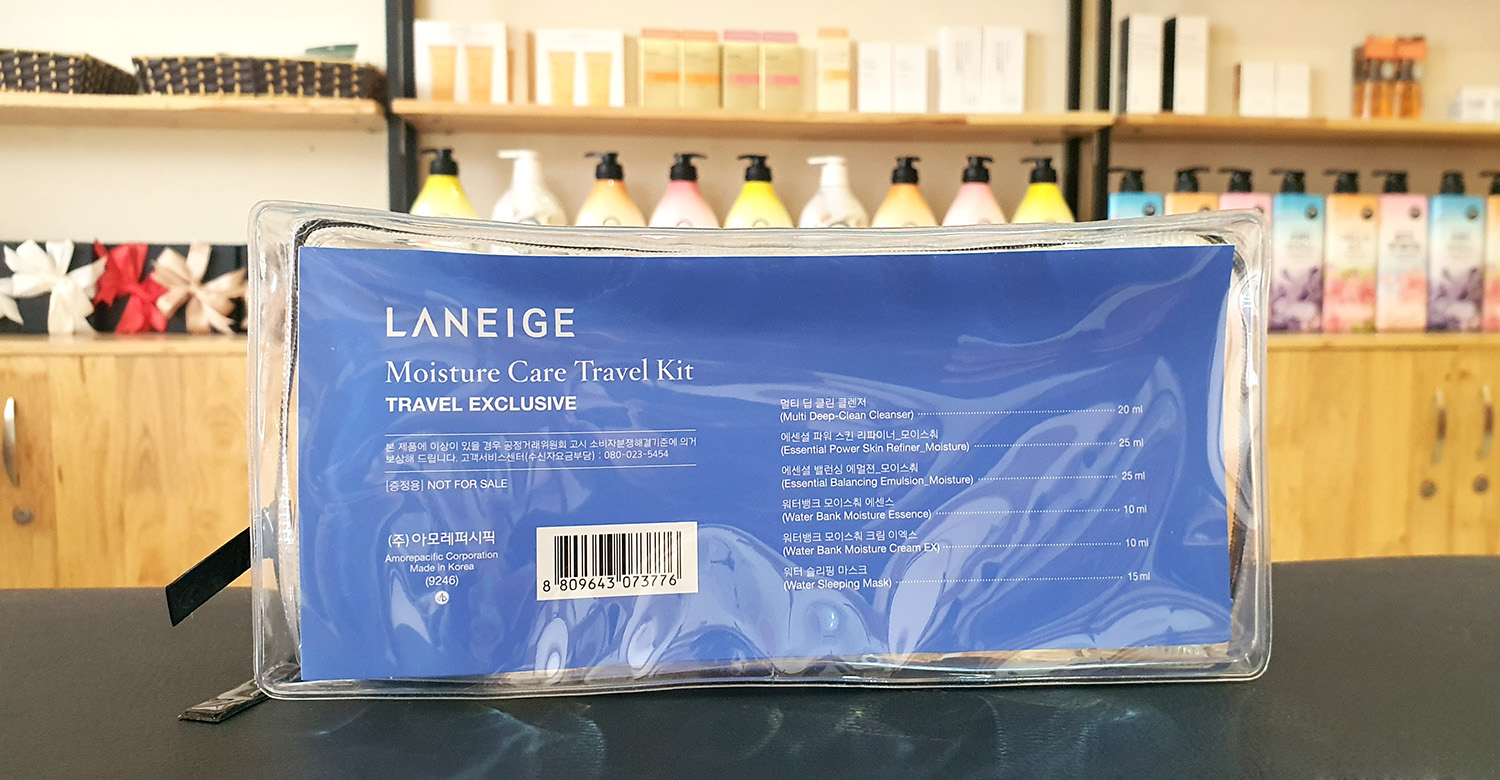 LANEIGE
Moisture Care Travel Kit
TRAVEL EXCLUSIVE
본 제품에 이상이 있을 경우 공정거래위원회 고시 소비자분쟁해결기준에 의거
보상해 드립니다. 고객서비스센터(수신자요금부담) : 080-023-5454
[증정용] NOT FOR SALE
(주)아모레퍼시픽
Amorepacific Corporation
Made in Korea
(9246)
8 809643 073776
멀티 딥 클린 클렌저
(Multi Deep-Clean Cleanser) 20 ml
에센셜 파워 스킨 리파이너_모이스춰
(Essential Power Skin Refiner_Moisture) 25 ml
에센셜 밸런싱 에멀젼_모이스춰
(Essential Balancing Emulsion_Moisture) 25 ml
워터뱅크 모이스춰 에센스
(Water Bank Moisture Essence) 10 ml
워터뱅크 모이스춰 크림 이엑스
(Water Bank Moisture Cream EX) 10 ml
워터 슬리핑 마스크
(Water Sleeping Mask) 15 ml